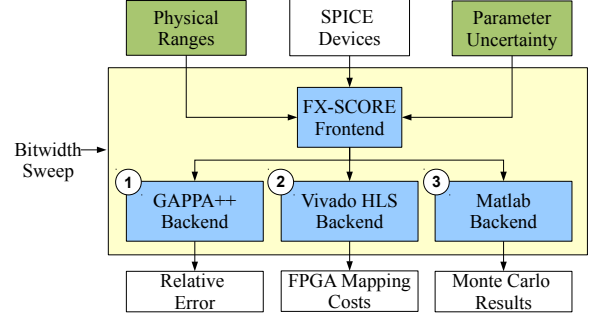 Physical
Ranges
SPICE
Devices
Parameter
Uncertainty
FX-SCORE
Frontend
Bitwidth
Sweep
1
GAPPA++
Backend
2
Vivado HLS
Backend
3
Matlab
Backend
Relative
Error
FPGA Mapping
Costs
Monte Carlo
Results